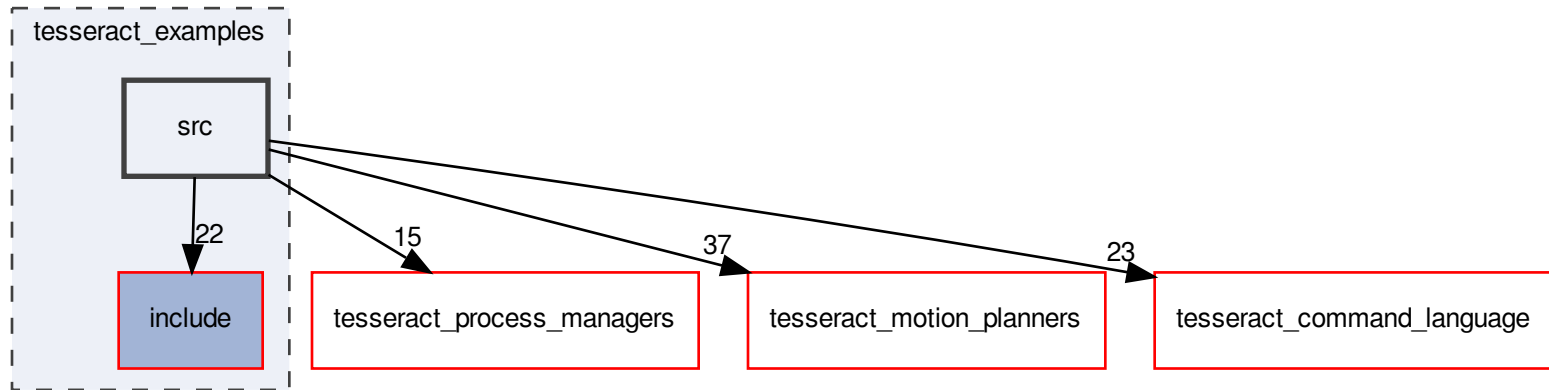 tesseract_examples
src
22
15
37
23
include
tesseract_process_managers
tesseract_motion_planners
tesseract_command_language